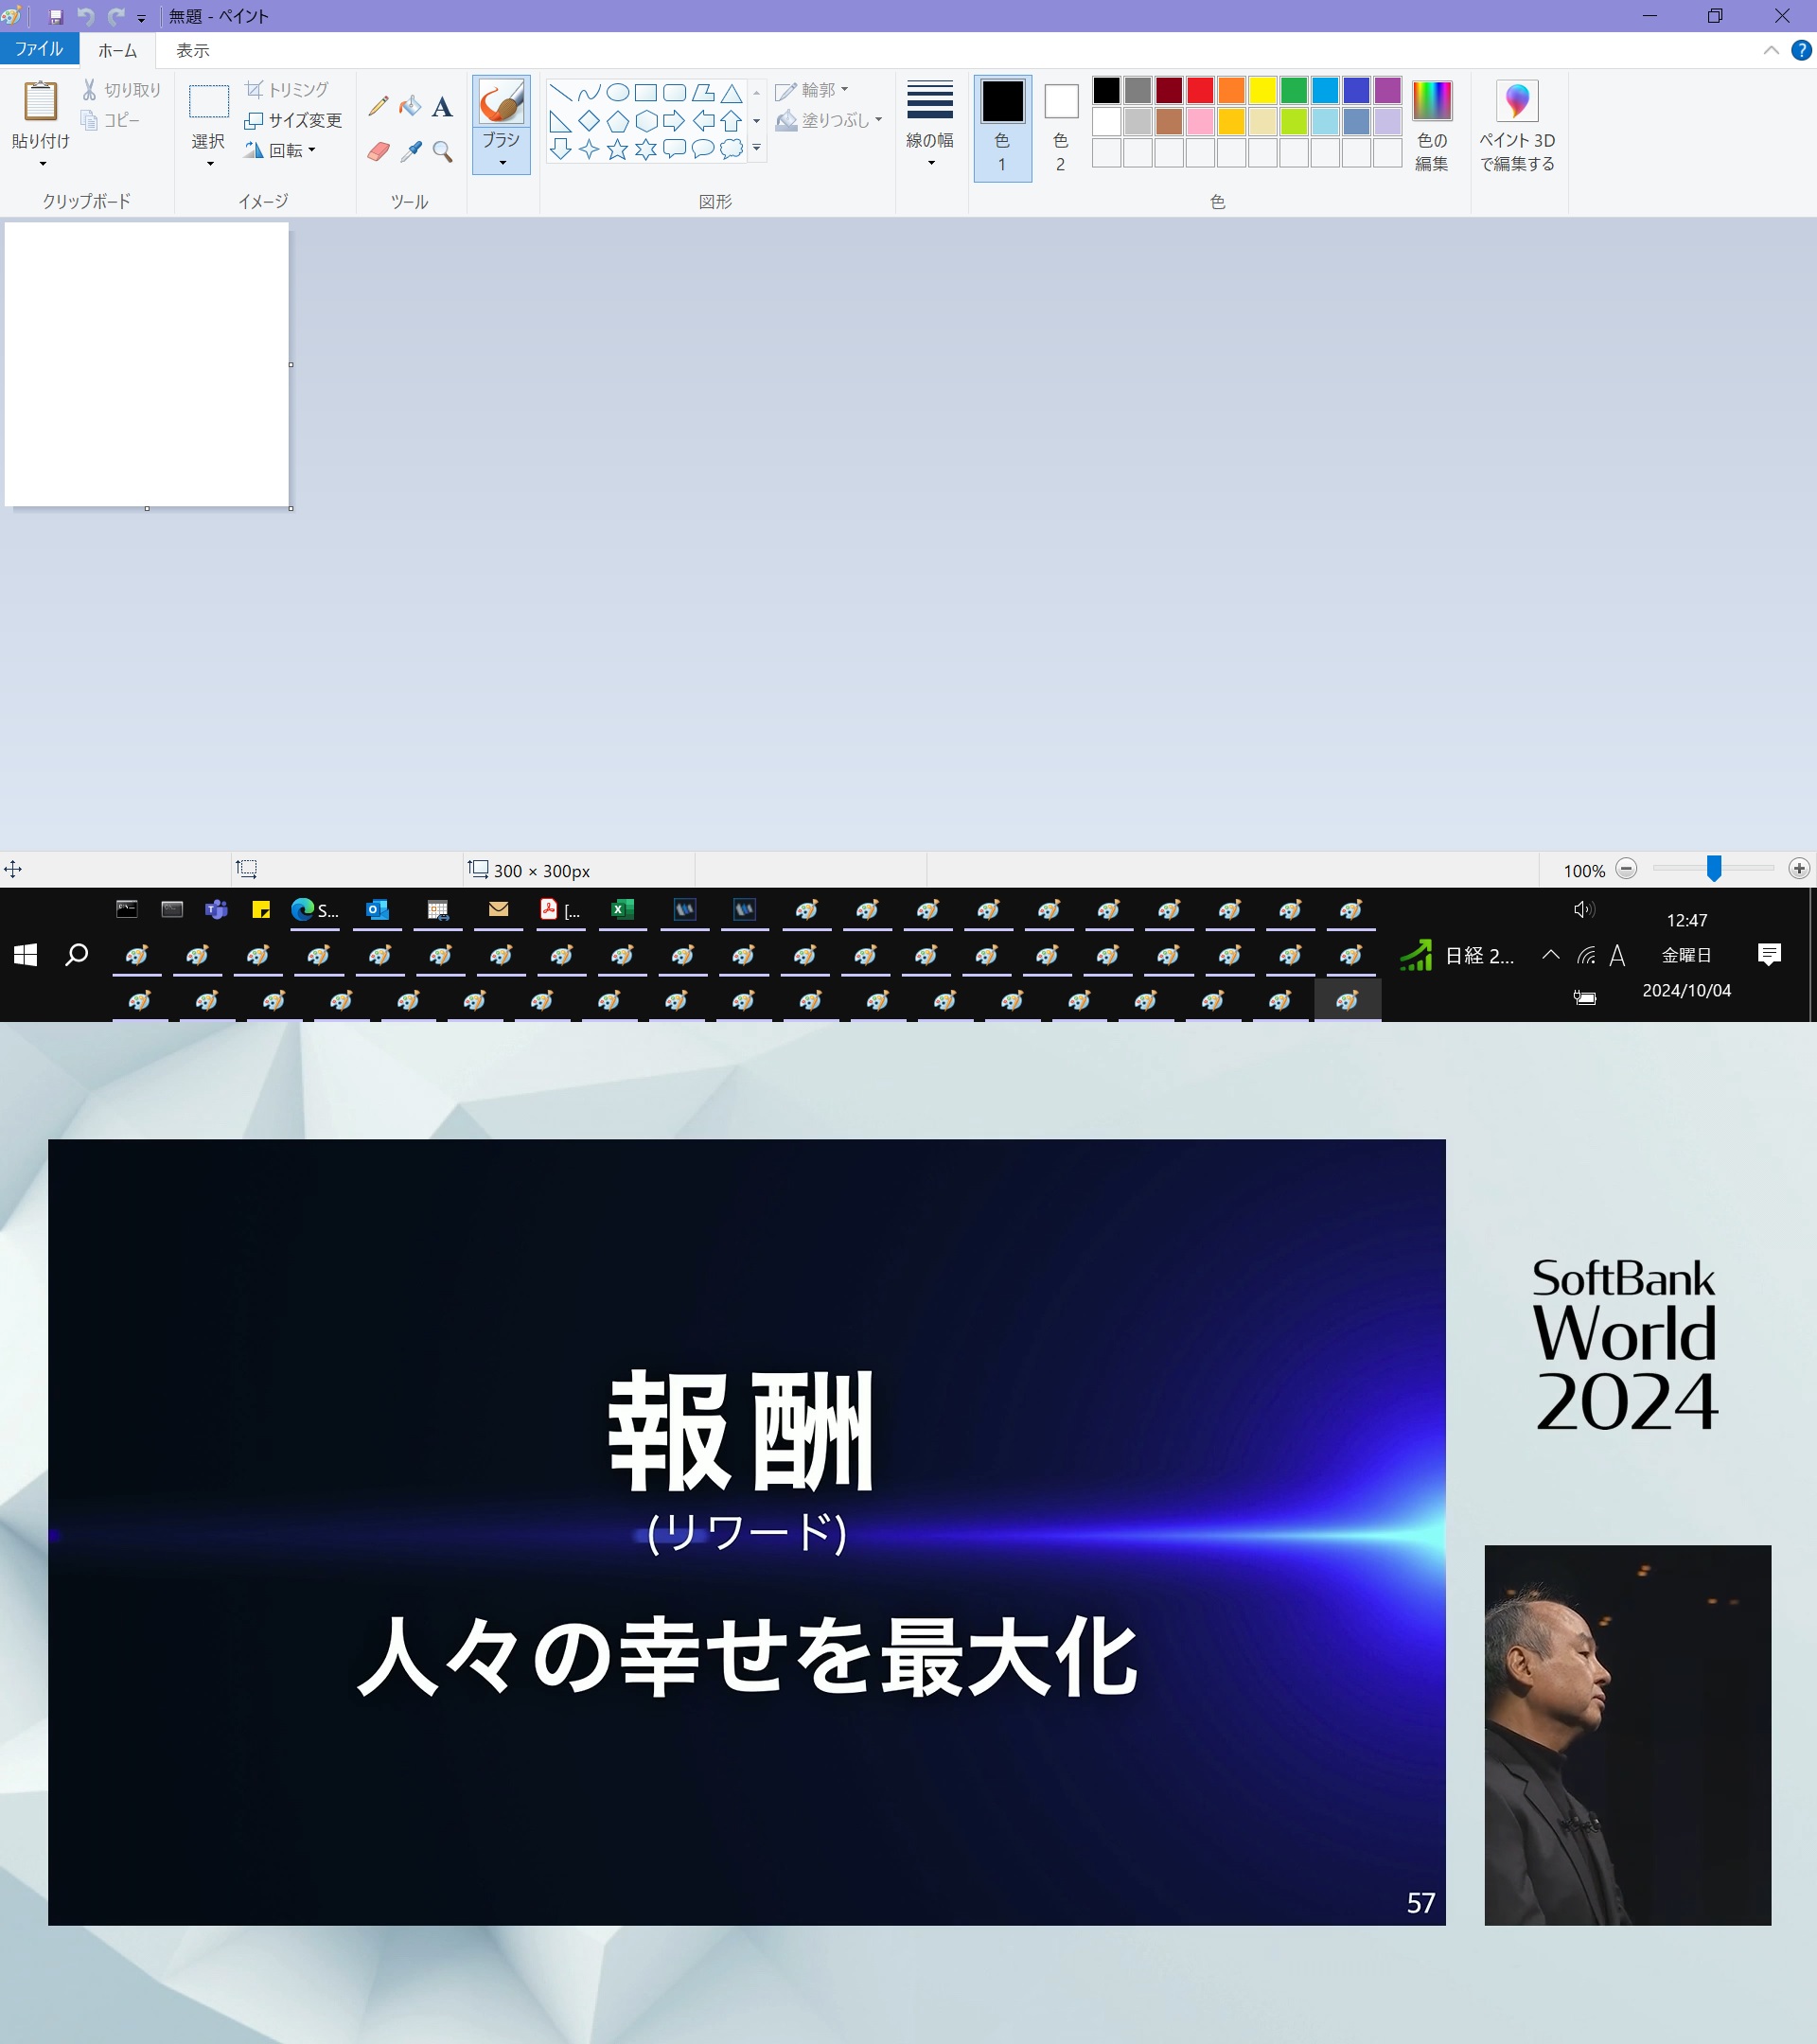 無題 - ペイント
ファイル ホーム 表示
貼り付け 切り取り コピー
選択 トリミング サイズ変更 回転
A
ブラシ
輪郭 塗りつぶし
線の幅
色 1
色 2
色の 編集
ペイント 3D で編集する
クリップボード イメージ ツール 図形 色
300 × 300px 100%
S...
[...
12:47
日経 2... A 金曜日
2024/10/04
報酬
(リワード)
人々の幸せを最大化
57
SoftBank
World
2024